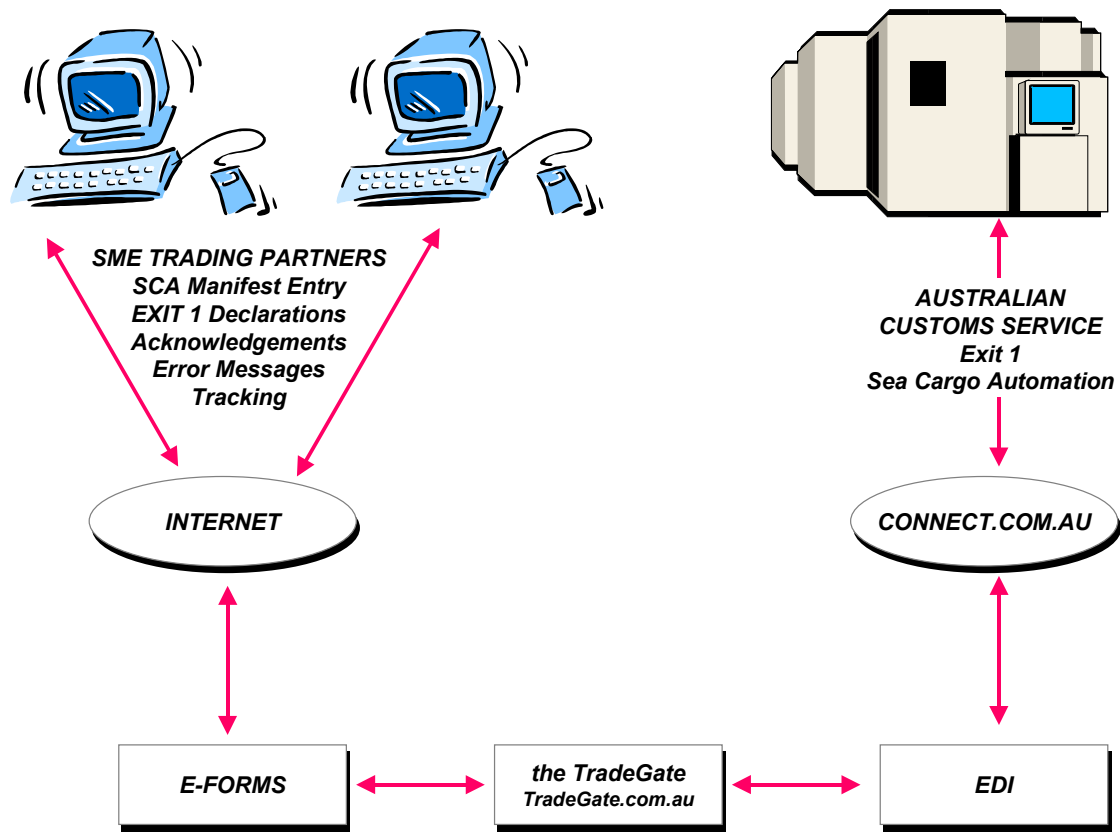 SME TRADING PARTNERS
SCA Manifest Entry
EXIT 1 Declarations
Acknowledgements
Error Messages
Tracking
AUSTRALIAN
CUSTOMS SERVICE
Exit 1
Sea Cargo Automation
INTERNET
CONNECT.COM.AU
E-FORMS
the TradeGate
TradeGate.com.au
EDI